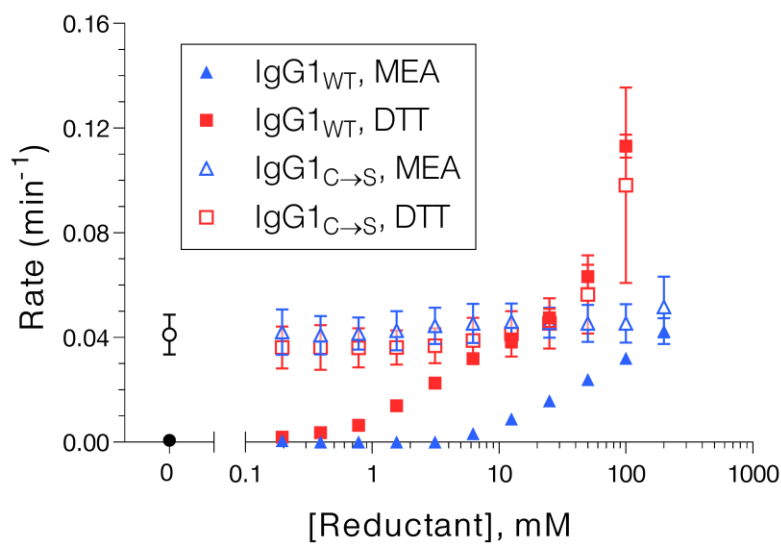 0.16
0.12
0.08
0.04
0.00
Rate (min⁻¹)
IgG1WT, MEA
IgG1WT, DTT
IgG1C→S, MEA
IgG1C→S, DTT
0
0.1
1
10
100
1000
[Reductant], mM